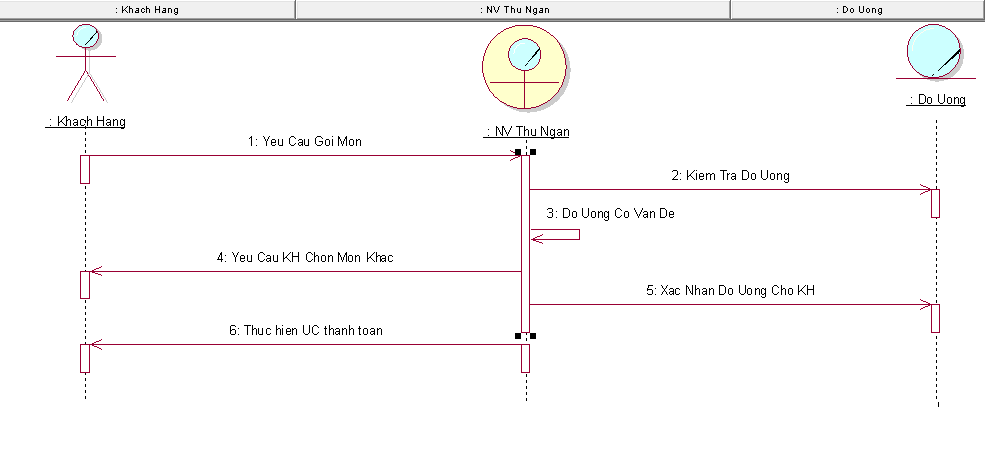 : Khach Hang
: NV Thu Ngan
: Do Uong
: Khach Hang
: NV Thu Ngan
: Do Uong
1: Yeu Cau Goi Mon
2: Kiem Tra Do Uong
3: Do Uong Co Van De
4: Yeu Cau KH Chon Mon Khac
5: Xac Nhan Do Uong Cho KH
6: Thuc hien UC thanh toan